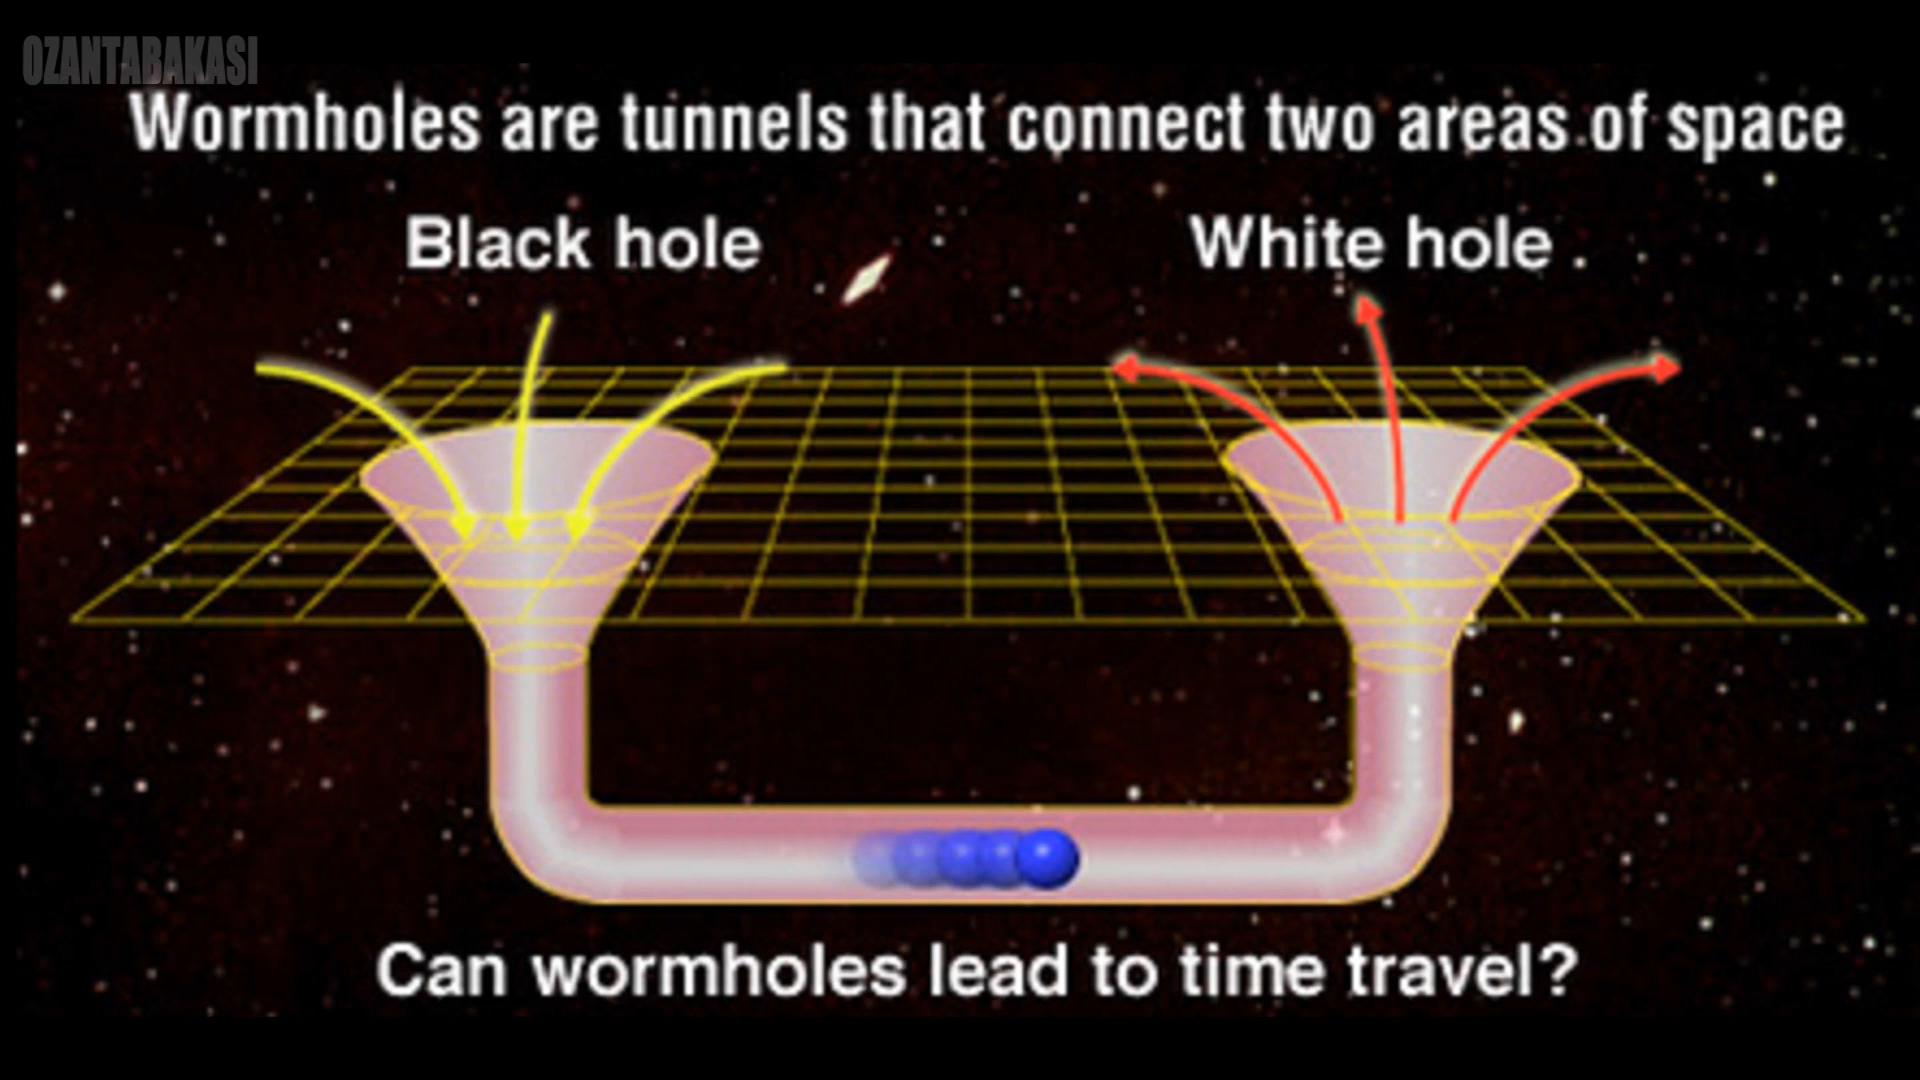 OZANTABAKASI
Wormholes are tunnels that connect two areas of space
Black hole
White hole
Can wormholes lead to time travel?